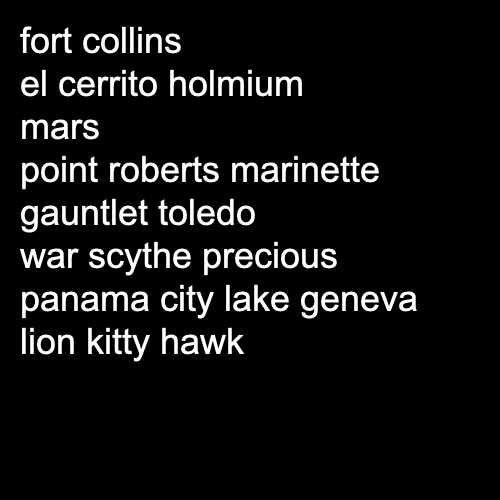 fort collins
el cerrito holmium
mars
point roberts marinette
gauntlet toledo
war scythe precious
panama city lake geneva
lion kitty hawk